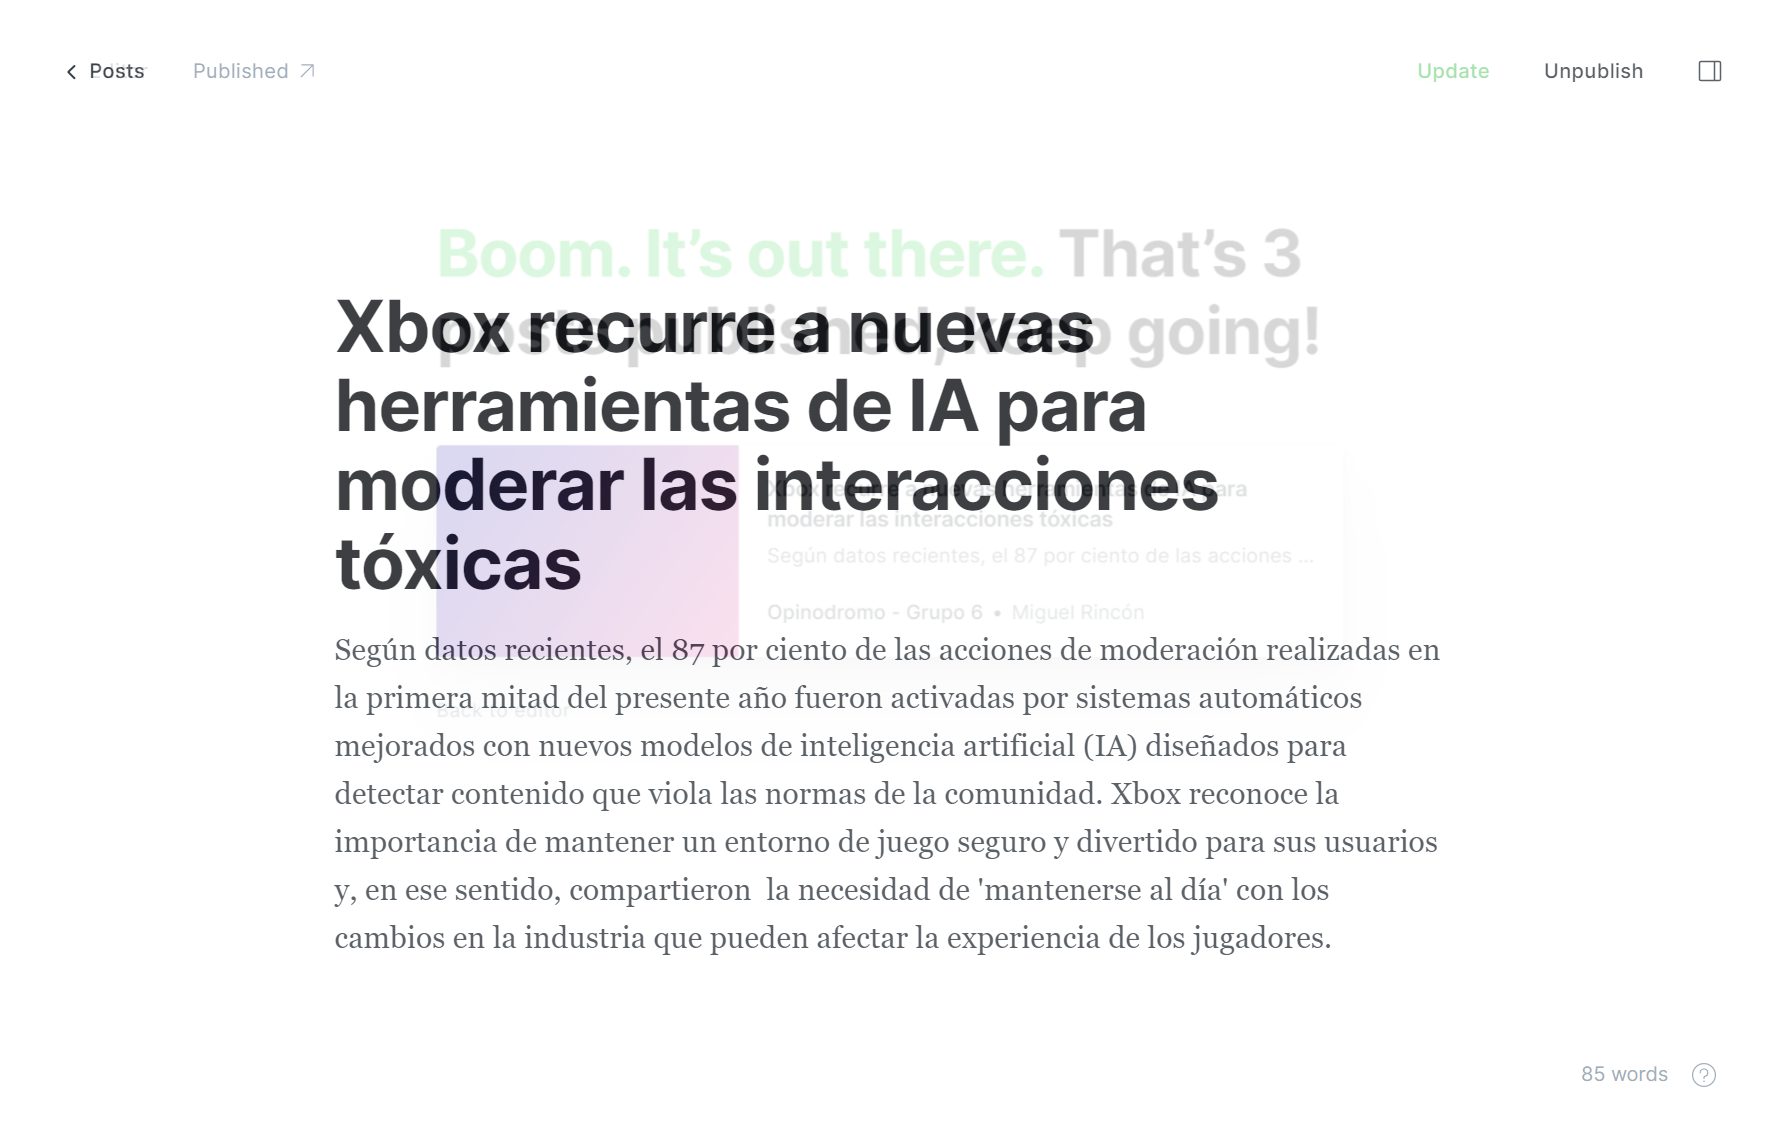 Posts
Published
Update
Unpublish
Boom. It's out there. That's 3
posts published, keep going!
Xbox recurre a nuevas
herramientas de IA para
moderar las interacciones
tóxicas
Xbox recurre a nuevas herramientas de IA para
moderar las interacciones tóxicas
Según datos recientes, el 87 por ciento de las acciones ...
Opinodromo - Grupo 6 • Miguel Rincón
Según datos recientes, el 87 por ciento de las acciones de moderación realizadas en
la primera mitad del presente año fueron activadas por sistemas automáticos
Back to editor
mejorados con nuevos modelos de inteligencia artificial (IA) diseñados para
detectar contenido que viola las normas de la comunidad. Xbox reconoce la
importancia de mantener un entorno de juego seguro y divertido para sus usuarios
y, en ese sentido, compartieron  la necesidad de 'mantenerse al día' con los
cambios en la industria que pueden afectar la experiencia de los jugadores.
85 words